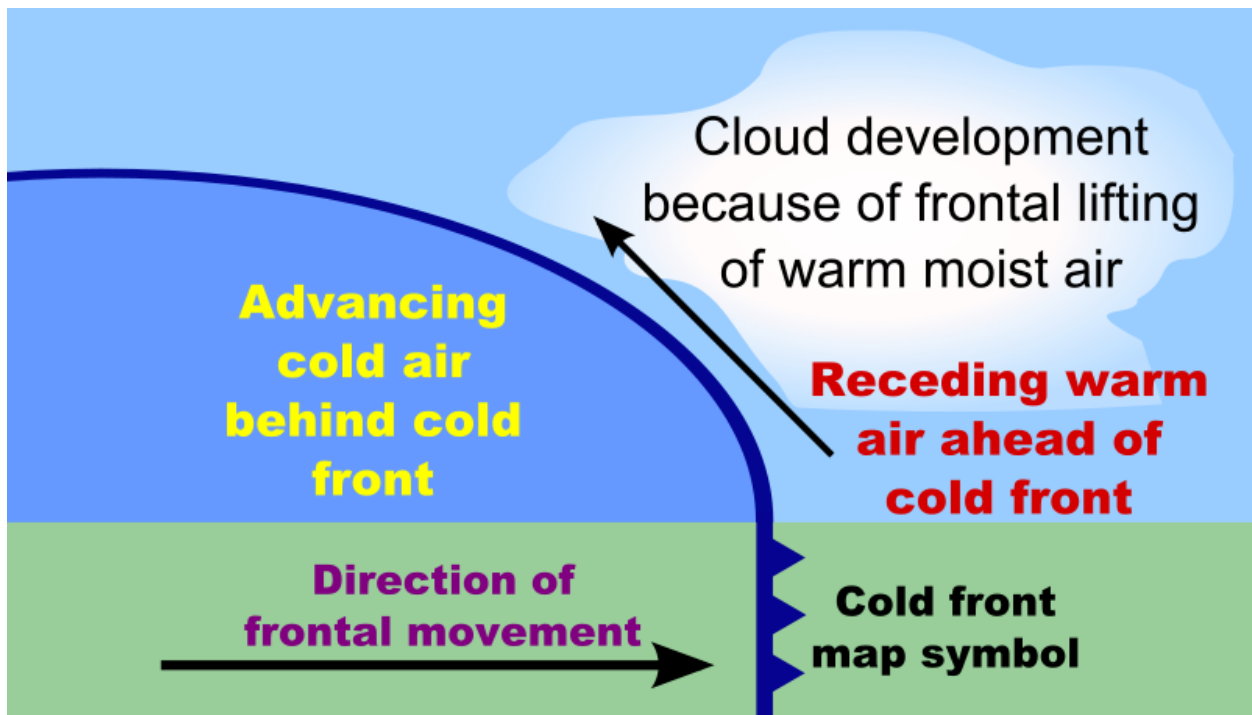 Cloud development
because of frontal lifting
of warm moist air
Advancing
cold air
behind cold
front
Receding warm
air ahead of
cold front
Direction of
frontal movement
Cold front
map symbol